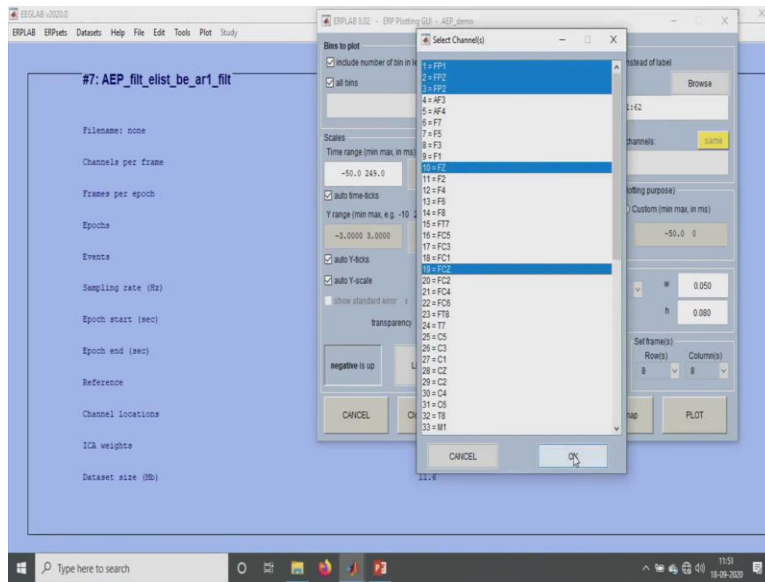 EEGLAB v2020.0
ERPLAB ERPsets Datasets Help File Edit Tools Plot Study
#7: AEP_filt_elist_be_ar1_filt
Filename: none
Channels per frame
Frames per epoch
Epochs
Events
Sampling rate (Hz)
Epoch start (sec)
Epoch end (sec)
Reference
Channel locations
ICA weights
Dataset size (Mb)
11.6
ERPLAB 8.02 - ERP Plotting GUI - AEP_demo
Bins to plot
include number of bin in le
all bins
instead of label
Browse
1:62
channels:
same
Scales
Time range (min max, in ms)
-50.0 249.0
auto time-ticks
Y range (min max, e.g. -10 2
-3.0000 3.0000
auto Y-ticks
auto Y-scale
show standard error
transparency
negative is up
Li
CANCEL
Cl
lotting purpose)
Custom (min max, in ms)
-50.0 0
w 0.050
h 0.080
Set frame(s)
Row(s) Column(s)
8 8
map
PLOT
Select Channel(s)
1 = FP1
2 = FPZ
3 = FP2
4 = AF3
5 = AF4
6 = F7
7 = F5
8 = F3
9 = F1
10 = FZ
11 = F2
12 = F4
13 = F6
14 = F8
15 = FT7
16 = FC5
17 = FC3
18 = FC1
19 = FCZ
20 = FC2
21 = FC4
22 = FC6
23 = FT8
24 = T7
25 = C5
26 = C3
27 = C1
28 = CZ
29 = C2
30 = C4
31 = C6
32 = T8
33 = M1
CANCEL
OK
Type here to search
11:51
18-09-2020